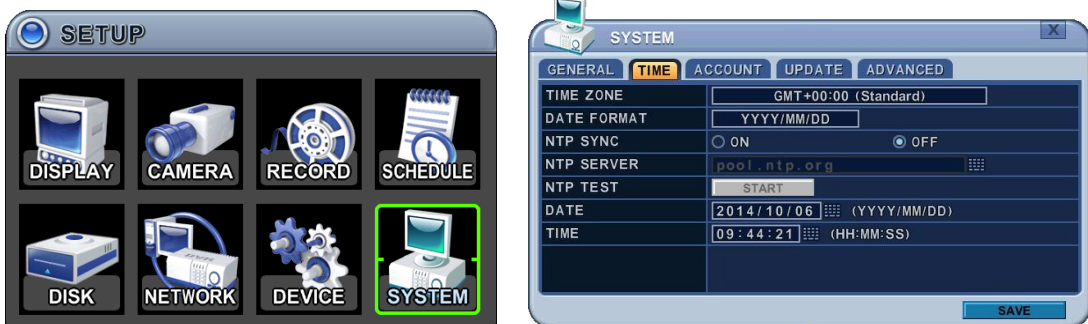 SETUP
DISPLAY CAMERA RECORD SCHEDULE
DISK NETWORK DEVICE SYSTEM
SYSTEM X
GENERAL TIME ACCOUNT UPDATE ADVANCED
TIME ZONE GMT+00:00 (Standard)
DATE FORMAT YYYY/MM/DD
NTP SYNC ON OFF
NTP SERVER pool.ntp.org
NTP TEST START
DATE 2014/10/06 (YYYY/MM/DD)
TIME 09:44:21 (HH:MM:SS)
SAVE